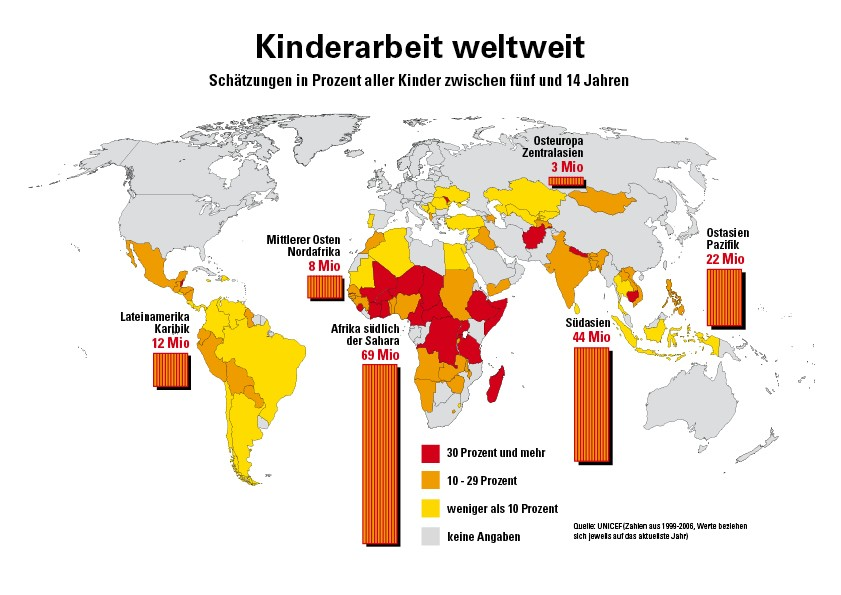 Kinderarbeit weltweit
Schätzungen in Prozent aller Kinder zwischen fünf und 14 Jahren
Osteuropa
Zentralasien
3 Mio
Mittlerer Osten
Nordafrika
8 Mio
Ostasien
Pazifik
22 Mio
Lateinamerika
Karibik
12 Mio
Afrika südlich
der Sahara
69 Mio
Südasien
44 Mio
30 Prozent und mehr
10 - 29 Prozent
weniger als 10 Prozent
keine Angaben
Quelle: UNICEF (Zahlen aus 1999-2006, Werte beziehen
sich jeweils auf das aktuellste Jahr)